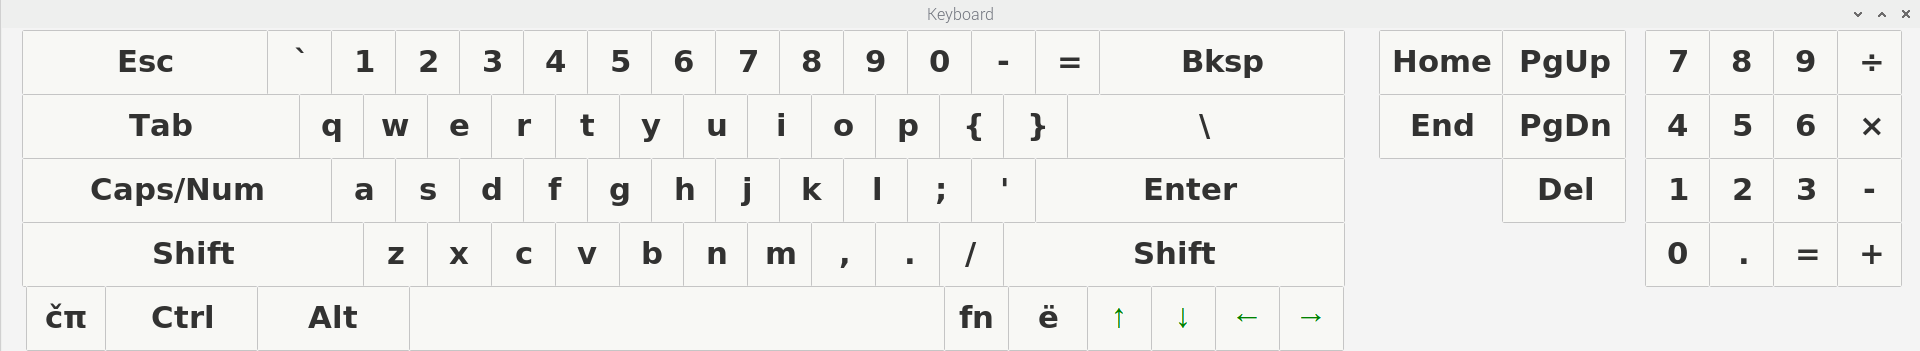 Keyboard
Esc ` 1 2 3 4 5 6 7 8 9 0 - = Bksp Home PgUp 7 8 9 ÷
Tab q w e r t y u i o p { } \ End PgDn 4 5 6 ×
Caps/Num a s d f g h j k l ; ' Enter Del 1 2 3 -
Shift z x c v b n m , . / Shift 0 . = +
čπ Ctrl Alt fn ë ↑ ↓ ← →